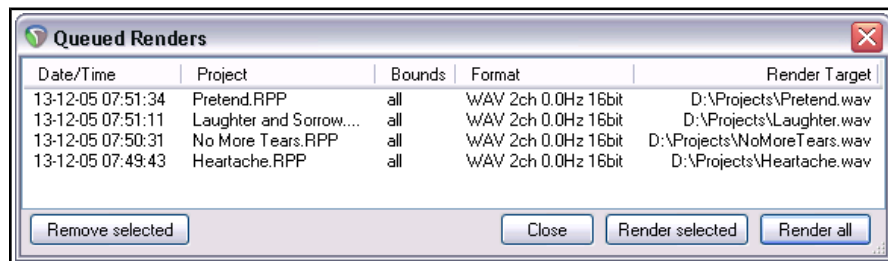 Queued Renders
Date/Time Project Bounds Format Render Target
13-12-05 07:51:34 Pretend.RPP all WAV 2ch 0.0Hz 16bit D:\Projects\Pretend.wav
13-12-05 07:51:11 Laughter and Sorrow.... all WAV 2ch 0.0Hz 16bit D:\Projects\Laughter.wav
13-12-05 07:50:31 No More Tears.RPP all WAV 2ch 0.0Hz 16bit D:\Projects\NoMoreTears.wav
13-12-05 07:49:43 Heartache.RPP all WAV 2ch 0.0Hz 16bit D:\Projects\Heartache.wav
Remove selected Close Render selected Render all